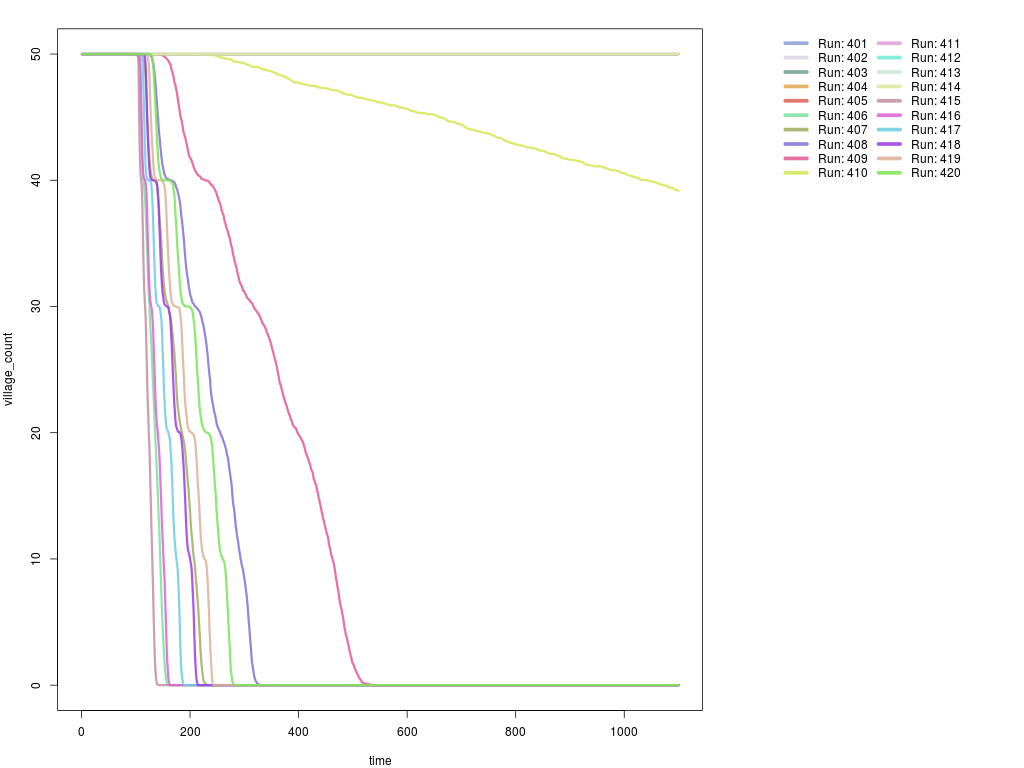 50
40
30
20
10
0
village_count
0 200 400 600 800 1000
time
Run: 401 Run: 411
Run: 402 Run: 412
Run: 403 Run: 413
Run: 404 Run: 414
Run: 405 Run: 415
Run: 406 Run: 416
Run: 407 Run: 417
Run: 408 Run: 418
Run: 409 Run: 419
Run: 410 Run: 420